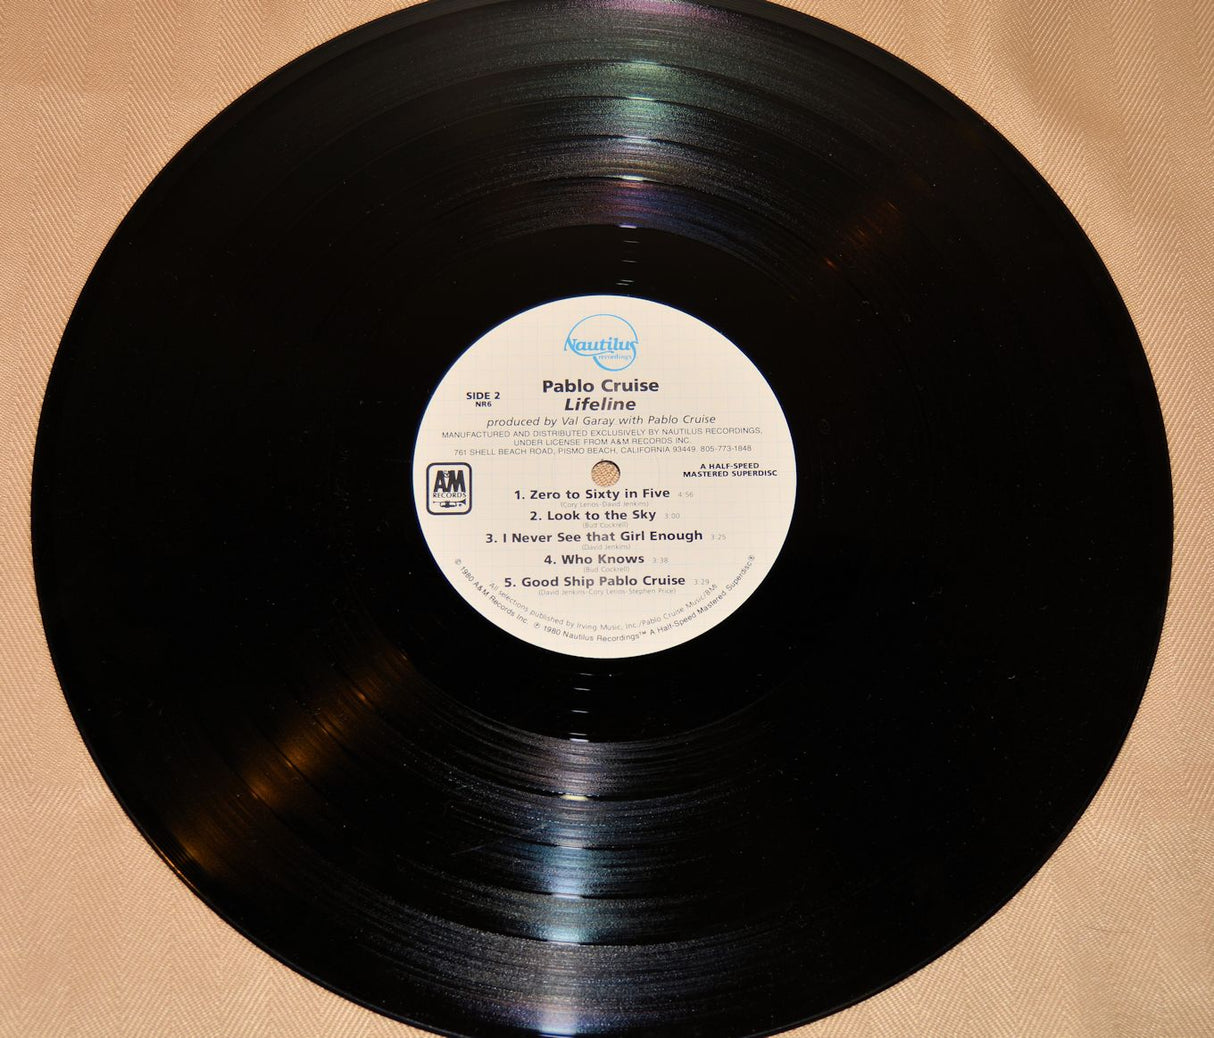 Nautilus
recordings
Pablo Cruise
SIDE 2
NR6
Lifeline
produced by Val Garay with Pablo Cruise
MANUFACTURED AND DISTRIBUTED EXCLUSIVELY BY NAUTILUS RECORDINGS,
UNDER LICENSE FROM A&M RECORDS INC.
761 SHELL BEACH ROAD, PISMO BEACH, CALIFORNIA 93449. 805-773-1848
A&M
RECORDS
A HALF-SPEED
MASTERED SUPERDISC
1. Zero to Sixty in Five 4:56
(Cory Lerios-David Jenkins)
2. Look to the Sky 3:00
(Bud Cockrell)
3. I Never See that Girl Enough 3:25
(David Jenkins)
4. Who Knows 3:38
(Bud Cockrell)
5. Good Ship Pablo Cruise 3:29
(David Jenkins-Cory Lerios-Stephen Price)
All selections published by Irving Music, Inc./Pablo Cruise Music/BMI
© 1980 A&M Records Inc. ℗ 1980 Nautilus Recordings™ A Half-Speed Mastered Superdisc®